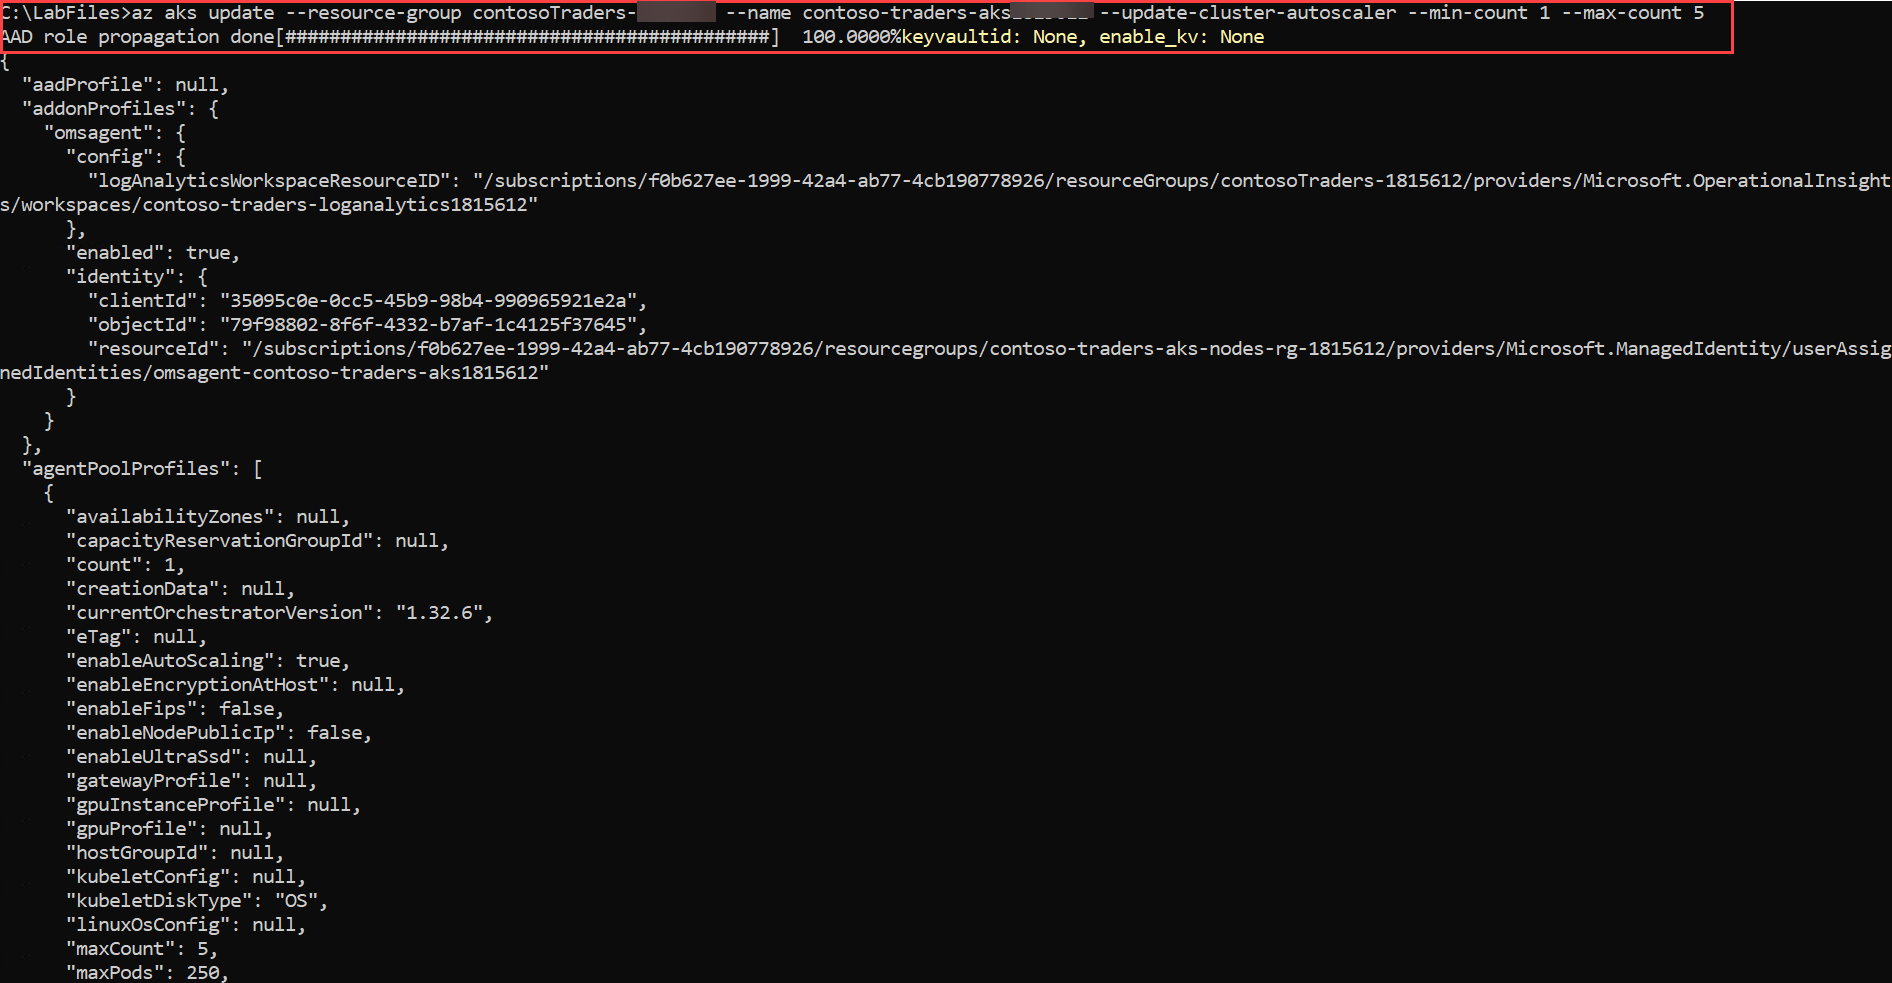 C:\LabFiles>az aks update --resource-group contosoTraders- --name contoso-traders-aks --update-cluster-autoscaler --min-count 1 --max-count 5
AAD role propagation done[############################################]  100.0000%keyvaultid: None, enable_kv: None
{
  "aadProfile": null,
  "addonProfiles": {
    "omsagent": {
      "config": {
        "logAnalyticsWorkspaceResourceID": "/subscriptions/f0b627ee-1999-42a4-ab77-4cb190778926/resourceGroups/contosoTraders-1815612/providers/Microsoft.OperationalInsight
s/workspaces/contoso-traders-loganalytics1815612"
      },
      "enabled": true,
      "identity": {
        "clientId": "35095c0e-0cc5-45b9-98b4-990965921e2a",
        "objectId": "79f98802-8f6f-4332-b7af-1c4125f37645",
        "resourceId": "/subscriptions/f0b627ee-1999-42a4-ab77-4cb190778926/resourcegroups/contoso-traders-aks-nodes-rg-1815612/providers/Microsoft.ManagedIdentity/userAssig
nedIdentities/omsagent-contoso-traders-aks1815612"
      }
    }
  },
  "agentPoolProfiles": [
    {
      "availabilityZones": null,
      "capacityReservationGroupId": null,
      "count": 1,
      "creationData": null,
      "currentOrchestratorVersion": "1.32.6",
      "eTag": null,
      "enableAutoScaling": true,
      "enableEncryptionAtHost": null,
      "enableFips": false,
      "enableNodePublicIp": false,
      "enableUltraSsd": null,
      "gatewayProfile": null,
      "gpuInstanceProfile": null,
      "gpuProfile": null,
      "hostGroupId": null,
      "kubeletConfig": null,
      "kubeletDiskType": "OS",
      "linuxOsConfig": null,
      "maxCount": 5,
      "maxPods": 250,